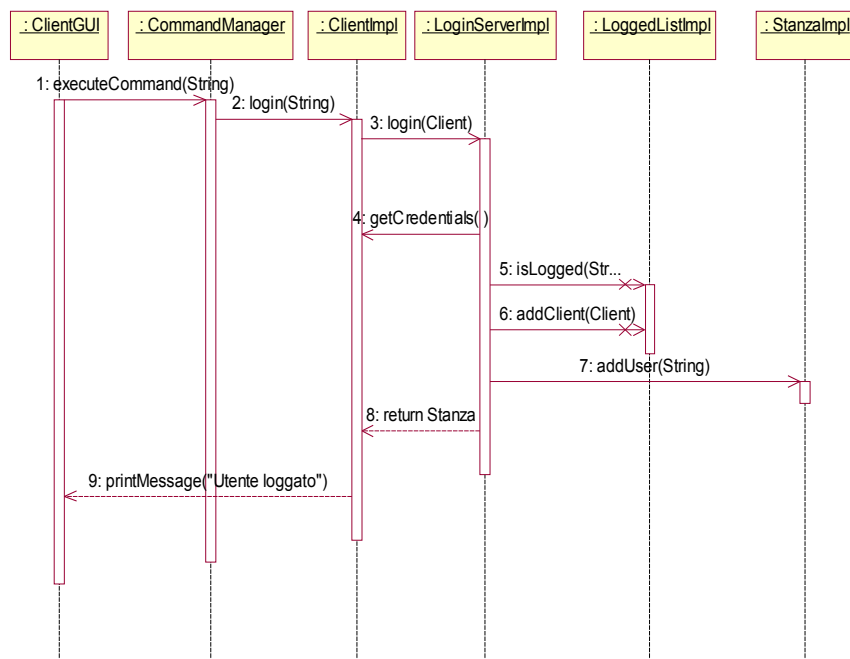 : ClientGUI
: CommandManager
: ClientImpl
: LoginServerImpl
: LoggedListImpl
: StanzaImpl
1: executeCommand(String)
2: login(String)
3: login(Client)
4: getCredentials( )
5: isLogged(Str...
6: addClient(Client)
7: addUser(String)
8: return Stanza
9: printMessage("Utente loggato")